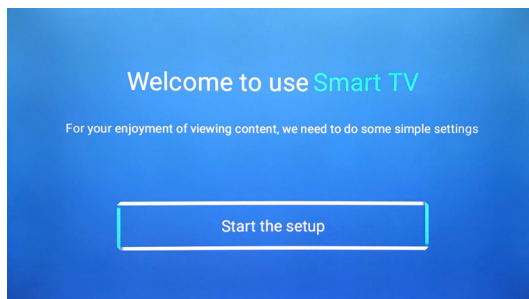 Welcome to use Smart TV
For your enjoyment of viewing content, we need to do some simple settings
Start the setup